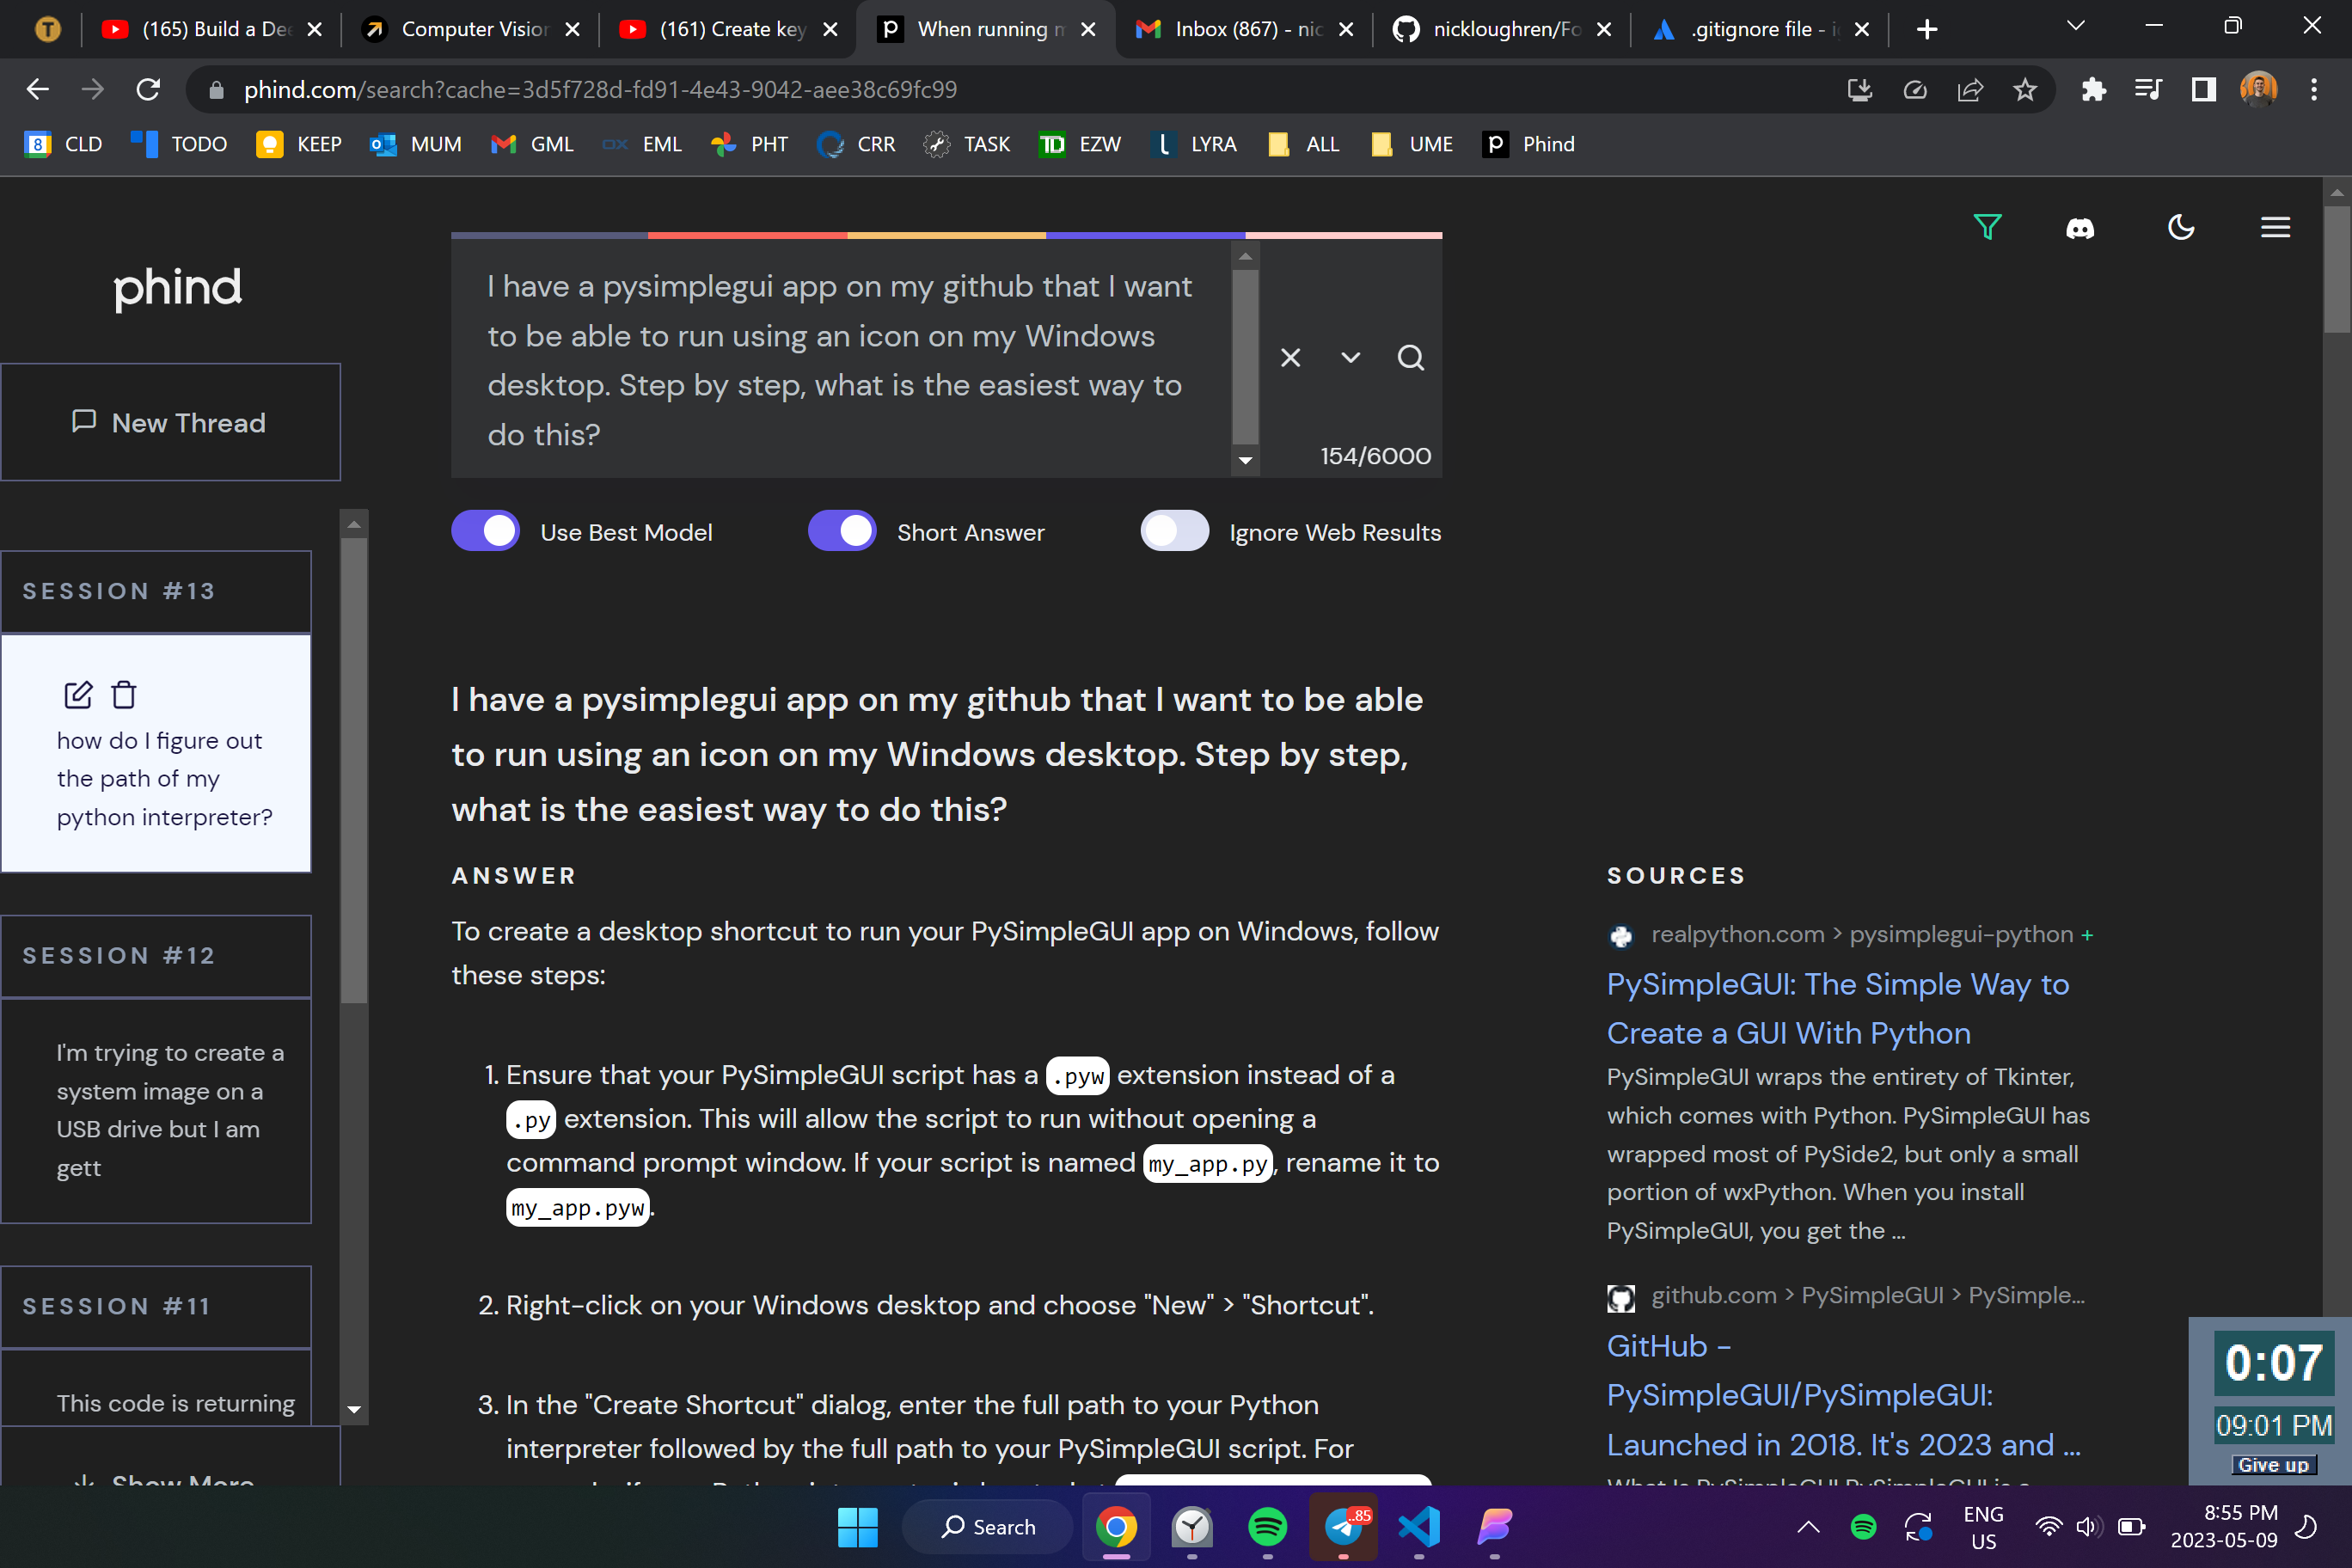 (165) Build a De
Computer Vision
(161) Create key
When running m
Inbox (867) - nic
nickloughren/Fo
.gitignore file - i
phind.com/search?cache=3d5f728d-fd91-4e43-9042-aee38c69fc99
CLD
TODO
KEEP
MUM
GML
EML
PHT
CRR
TASK
EZW
LYRA
ALL
UME
Phind
phind
New Thread
SESSION #13
how do I figure out
the path of my
python interpreter?
SESSION #12
I'm trying to create a
system image on a
USB drive but I am
gett
SESSION #11
This code is returning
Show More
I have a pysimplegui app on my github that I want
to be able to run using an icon on my Windows
desktop. Step by step, what is the easiest way to
do this?
154/6000
Use Best Model
Short Answer
Ignore Web Results
I have a pysimplegui app on my github that I want to be able
to run using an icon on my Windows desktop. Step by step,
what is the easiest way to do this?
ANSWER
To create a desktop shortcut to run your PySimpleGUI app on Windows, follow
these steps:
1. Ensure that your PySimpleGUI script has a .pyw extension instead of a
.py extension. This will allow the script to run without opening a
command prompt window. If your script is named my_app.py, rename it to
my_app.pyw.
2. Right-click on your Windows desktop and choose "New" > "Shortcut".
3. In the "Create Shortcut" dialog, enter the full path to your Python
interpreter followed by the full path to your PySimpleGUI script. For
SOURCES
realpython.com > pysimplegui-python +
PySimpleGUI: The Simple Way to
Create a GUI With Python
PySimpleGUI wraps the entirety of Tkinter,
which comes with Python. PySimpleGUI has
wrapped most of PySide2, but only a small
portion of wxPython. When you install
PySimpleGUI, you get the ...
github.com > PySimpleGUI > PySimple...
GitHub -
PySimpleGUI/PySimpleGUI:
Launched in 2018. It's 2023 and ...
0:07
09:01 PM
Give up
Search
..85
ENG
US
8:55 PM
2023-05-09